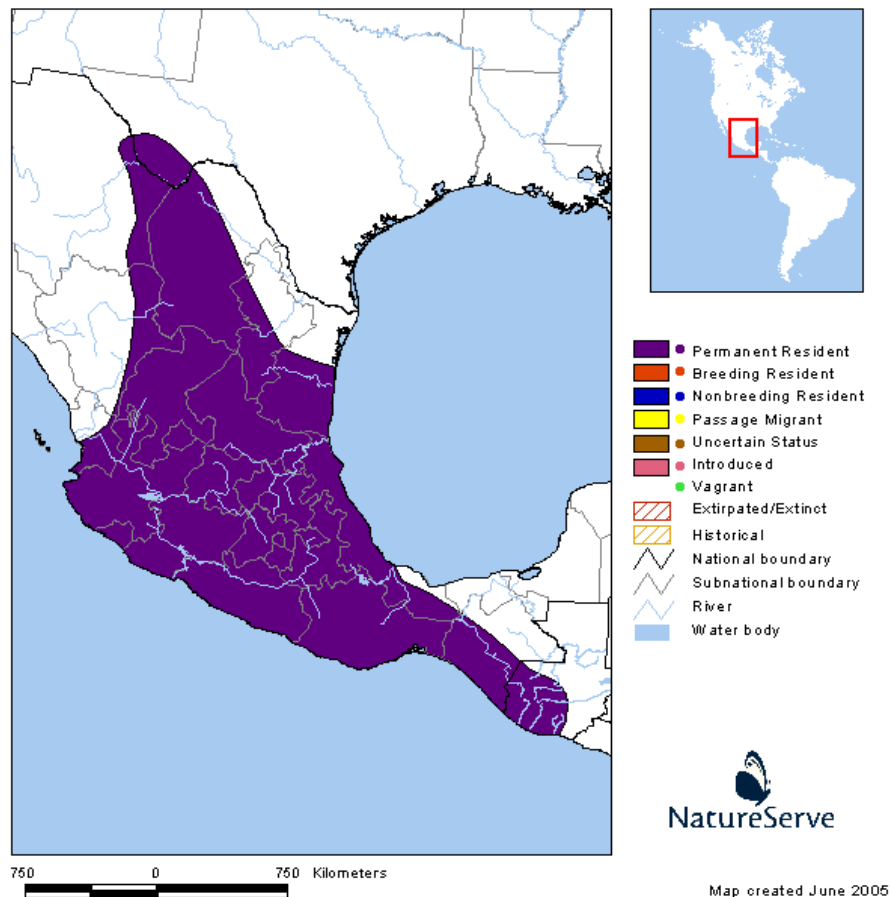 Permanent Resident
Breeding Resident
Nonbreeding Resident
Passage Migrant
Uncertain Status
Introduced
Vagrant
Extirpated/Extinct
Historical
National boundary
Subnational boundary
River
Water body
NatureServe
750 0 750 Kilometers
Map created June 2005